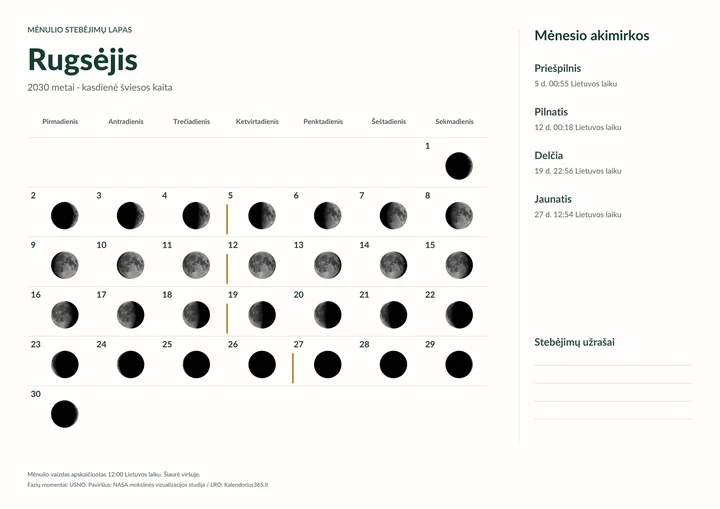 MĖNULIO STEBĖJIMŲ LAPAS
Rugsėjis
2030 metai · kasdienė šviesos kaita
Pirmadienis Antradienis Trečiadienis Ketvirtadienis Penktadienis Šeštadienis Sekmadienis
1
2 3 4 5 6 7 8
9 10 11 12 13 14 15
16 17 18 19 20 21 22
23 24 25 26 27 28 29
30
Mėnulio vaizdas apskaičiuotas 12:00 Lietuvos laiku. Šiaurė viršuje.
Fazių momentai: USNO. Paviršius: NASA mokslinės vizualizacijos studija / LRO. Kalendorius365.lt
Mėnesio akimirkos
Priešpilnis
5 d. 00:55 Lietuvos laiku
Pilnatis
12 d. 00:18 Lietuvos laiku
Delčia
19 d. 22:56 Lietuvos laiku
Jaunatis
27 d. 12:54 Lietuvos laiku
Stebėjimų užrašai